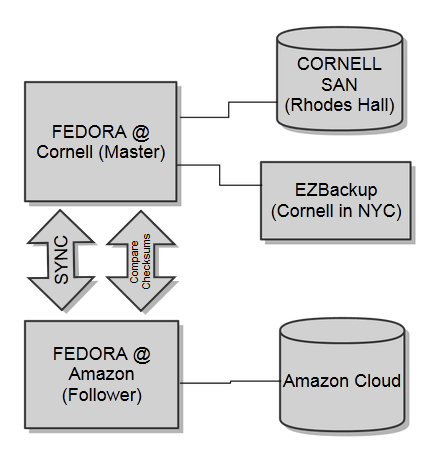 CORNELL
SAN
(Rhodes Hall)
FEDORA @
Cornell (Master)
EZBackup
(Cornell in NYC)
SYNC
Compare
Checksums
FEDORA @
Amazon
(Follower)
Amazon Cloud